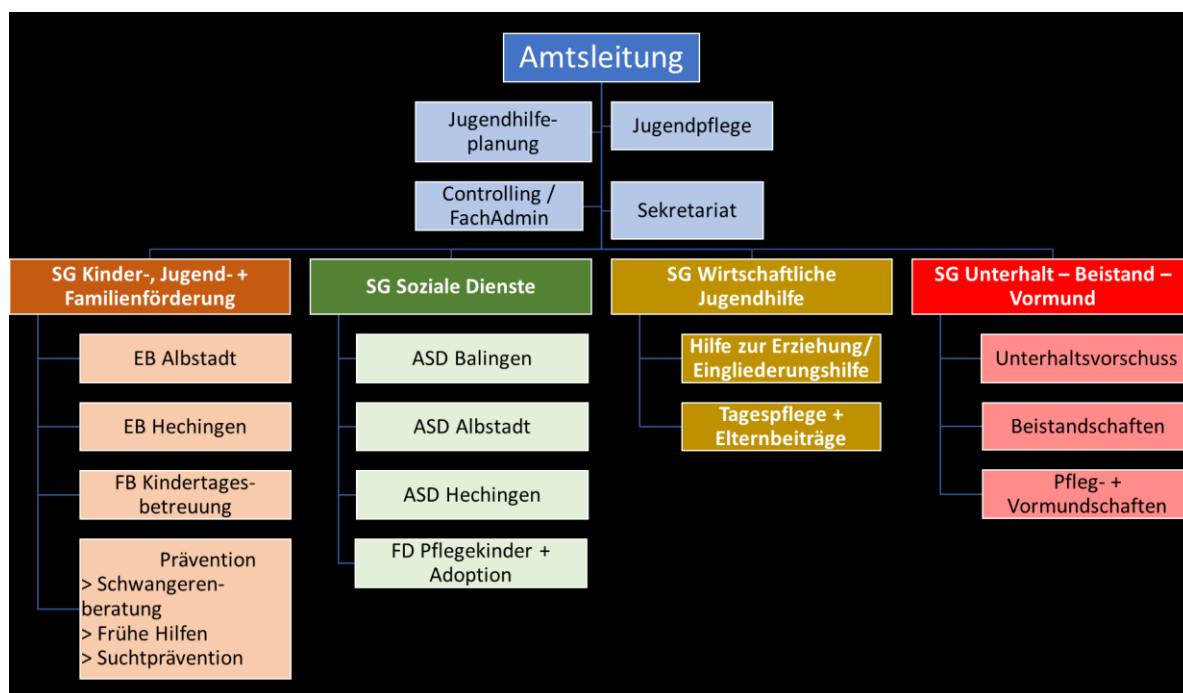 Amtsleitung
Jugendhilfe-
planung
Jugendpflege
Controlling /
FachAdmin
Sekretariat
SG Kinder-, Jugend- +
Familienförderung
EB Albstadt
EB Hechingen
FB Kindertages-
betreuung
Prävention
> Schwangeren-
beratung
> Frühe Hilfen
> Suchtprävention
SG Soziale Dienste
ASD Balingen
ASD Albstadt
ASD Hechingen
FD Pflegekinder +
Adoption
SG Wirtschaftliche
Jugendhilfe
Hilfe zur Erziehung/
Eingliederungshilfe
Tagespflege +
Elternbeiträge
SG Unterhalt – Beistand –
Vormund
Unterhaltsvorschuss
Beistandschaften
Pfleg- +
Vormundschaften